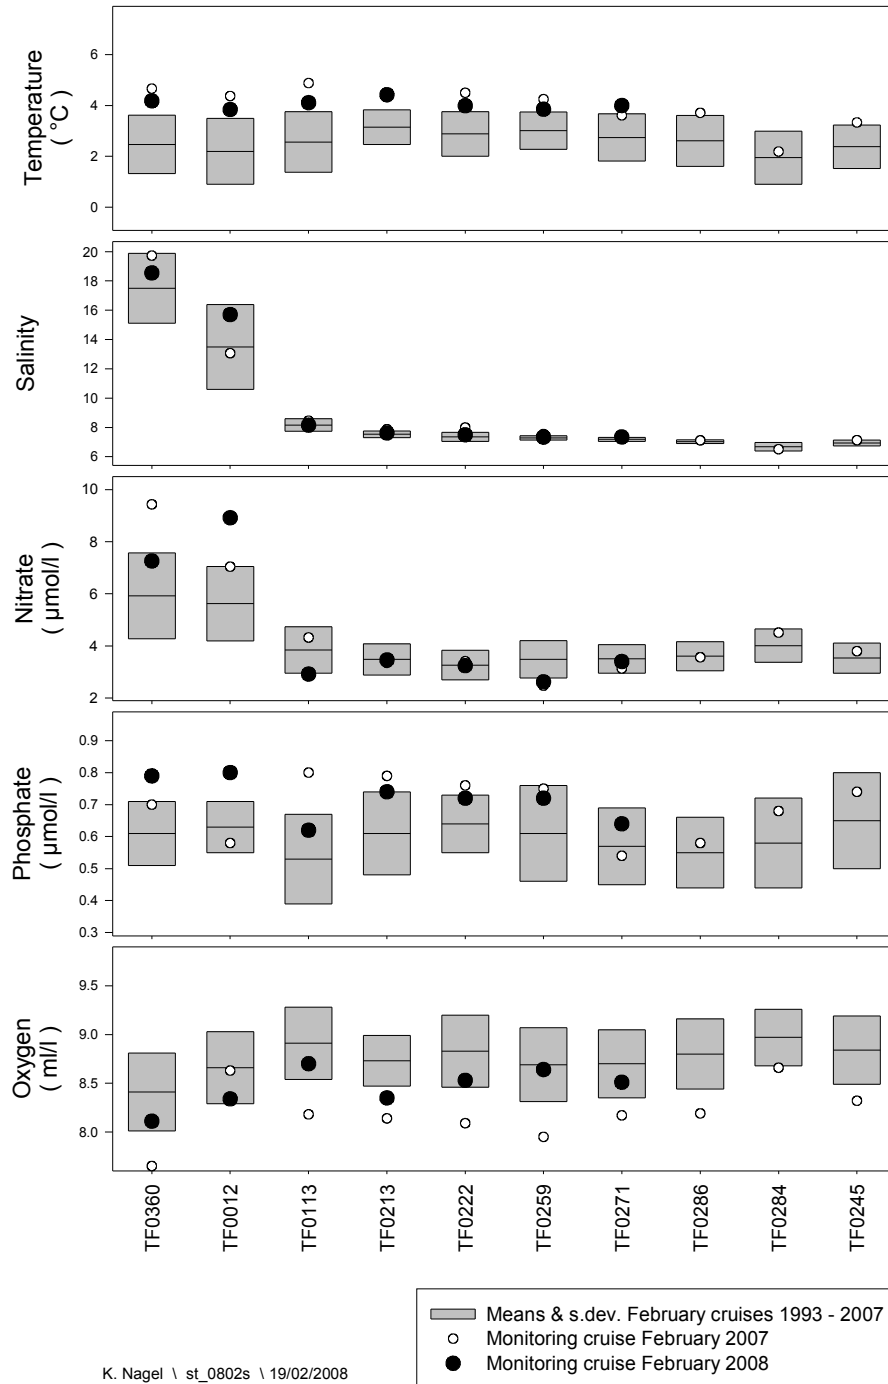 Temperature
( °C)
6
4
2
0
Salinity
20
18
16
14
12
10
8
6
Nitrate
( µmol/l )
10
8
6
4
2
Phosphate
( µmol/l )
0.9
0.8
0.7
0.6
0.5
0.4
0.3
Oxygen
( ml/l )
9.5
9.0
8.5
8.0
TF0360
TF0012
TF0113
TF0213
TF0222
TF0259
TF0271
TF0286
TF0284
TF0245
Means & s.dev. February cruises 1993 - 2007
Monitoring cruise February 2007
Monitoring cruise February 2008
K. Nagel \ st_0802s \ 19/02/2008